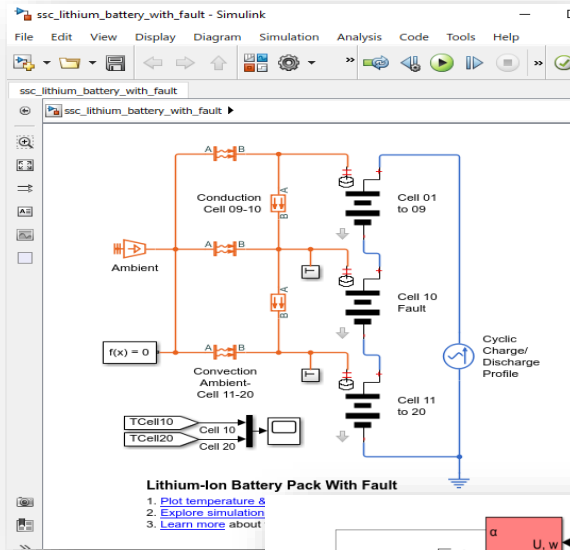 ssc_lithium_battery_with_fault - Simulink
File Edit View Display Diagram Simulation Analysis Code Tools Help
ssc_lithium_battery_with_fault
ssc_lithium_battery_with_fault
A B
Conduction
Cell 09-10
A
B
Cell 01
to 09
A B
Ambient
T
A
B
Cell 10
Fault
f(x) = 0
A B
Convection
Ambient-
Cell 11-20
T
Cell 11
to 20
Cyclic
Charge/
Discharge
Profile
TCell10
Cell 10
TCell20
Cell 20
Lithium-Ion Battery Pack With Fault
1. Plot temperature &
2. Explore simulation
3. Learn more about
α
U, w